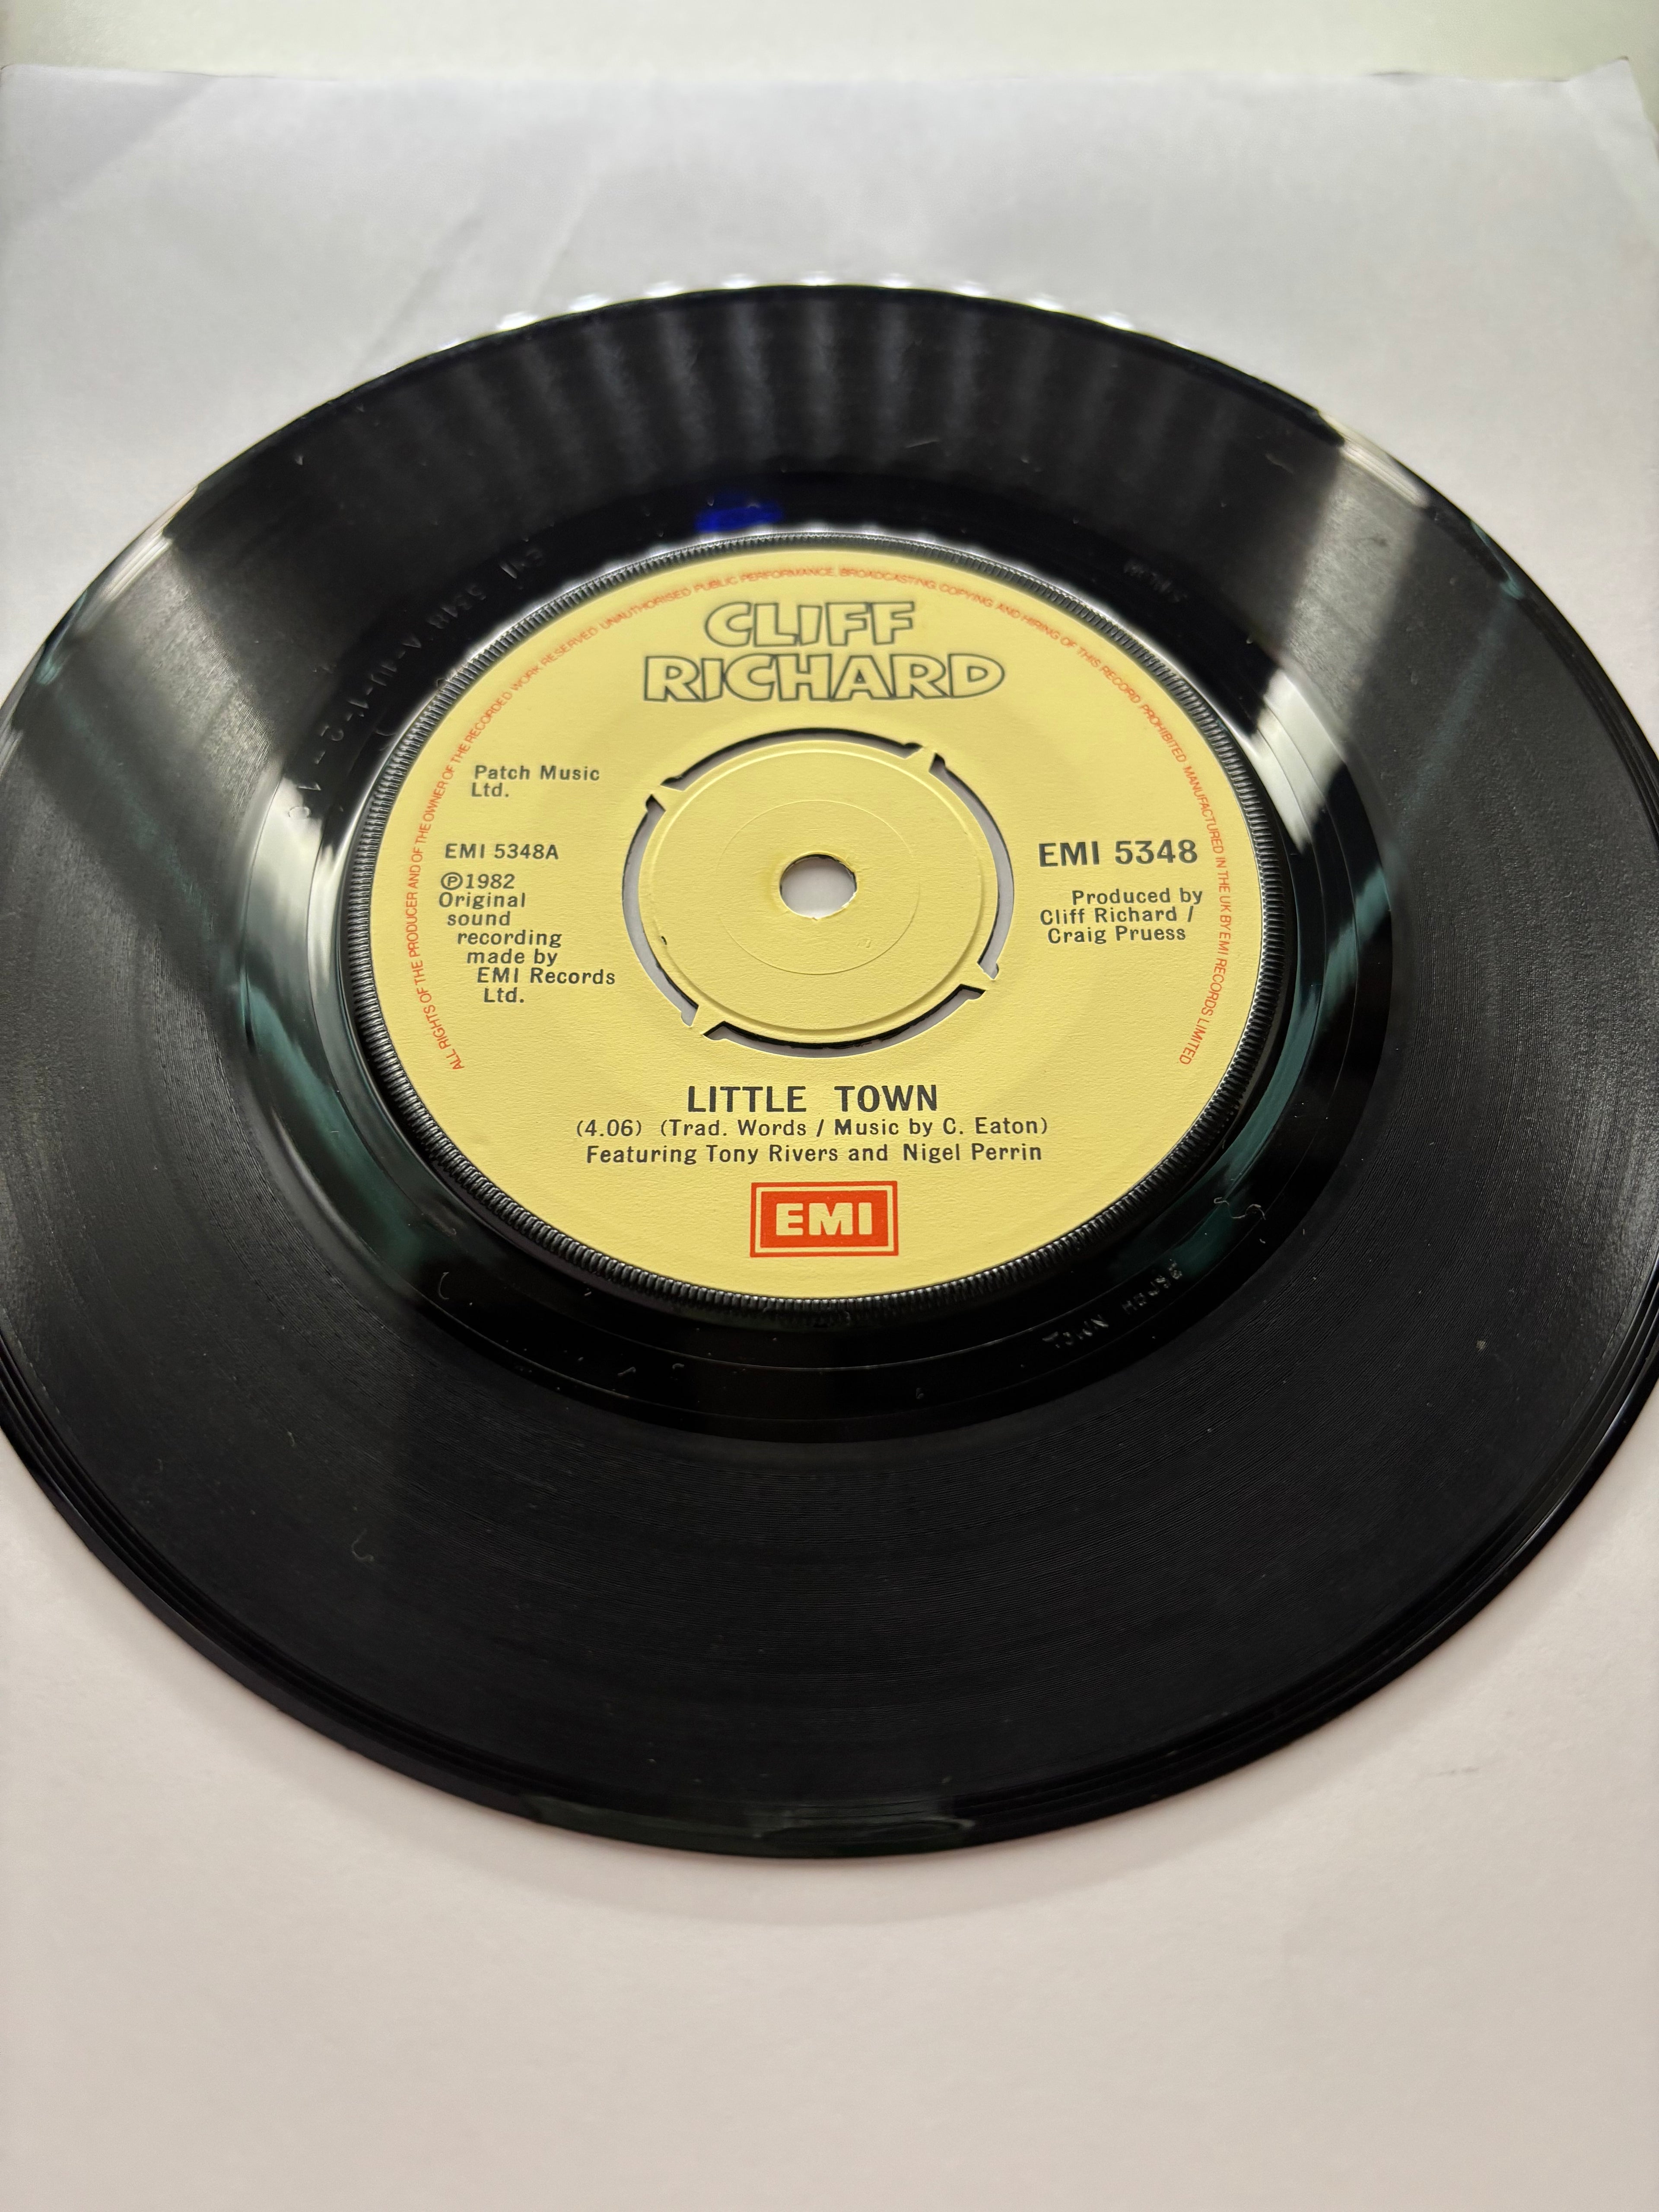 ALL RIGHTS OF THE PRODUCER AND OF THE OWNER OF THE RECORDED WORK RESERVED. UNAUTHORISED PUBLIC PERFORMANCE, BROADCASTING, COPYING AND HIRING OF THIS RECORD PROHIBITED. MANUFACTURED IN THE UK BY EMI RECORDS LIMITED
CLIFF
RICHARD
Patch Music
Ltd.
EMI 5348A
Ⓟ1982
Original
sound
recording
made by
EMI Records
Ltd.
EMI 5348
Produced by
Cliff Richard /
Craig Pruess
LITTLE TOWN
(4.06) (Trad. Words / Music by C. Eaton)
Featuring Tony Rivers and Nigel Perrin
EMI
TOWN HOUSE